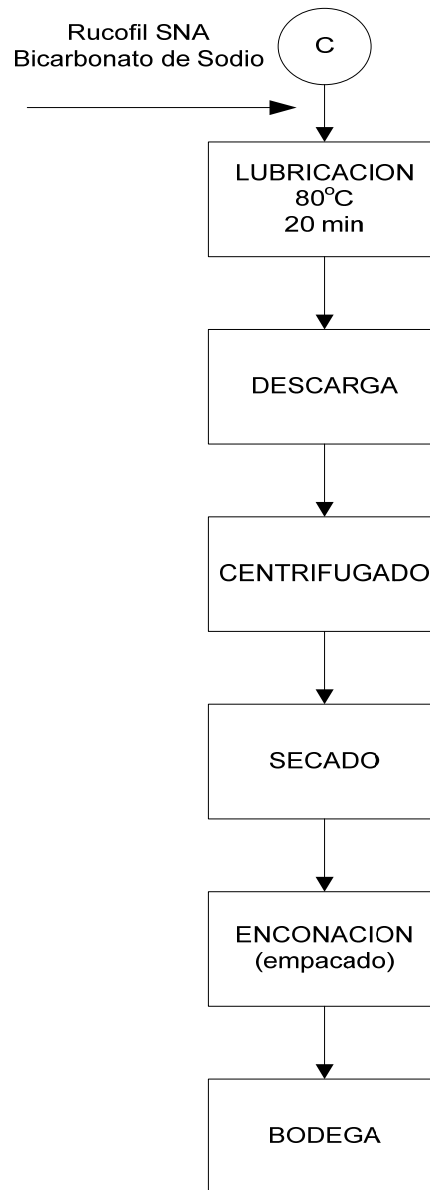 Rucofil SNA
Bicarbonato de Sodio
C
LUBRICACION
80°C
20 min
DESCARGA
CENTRIFUGADO
SECADO
ENCONACION
(empacado)
BODEGA